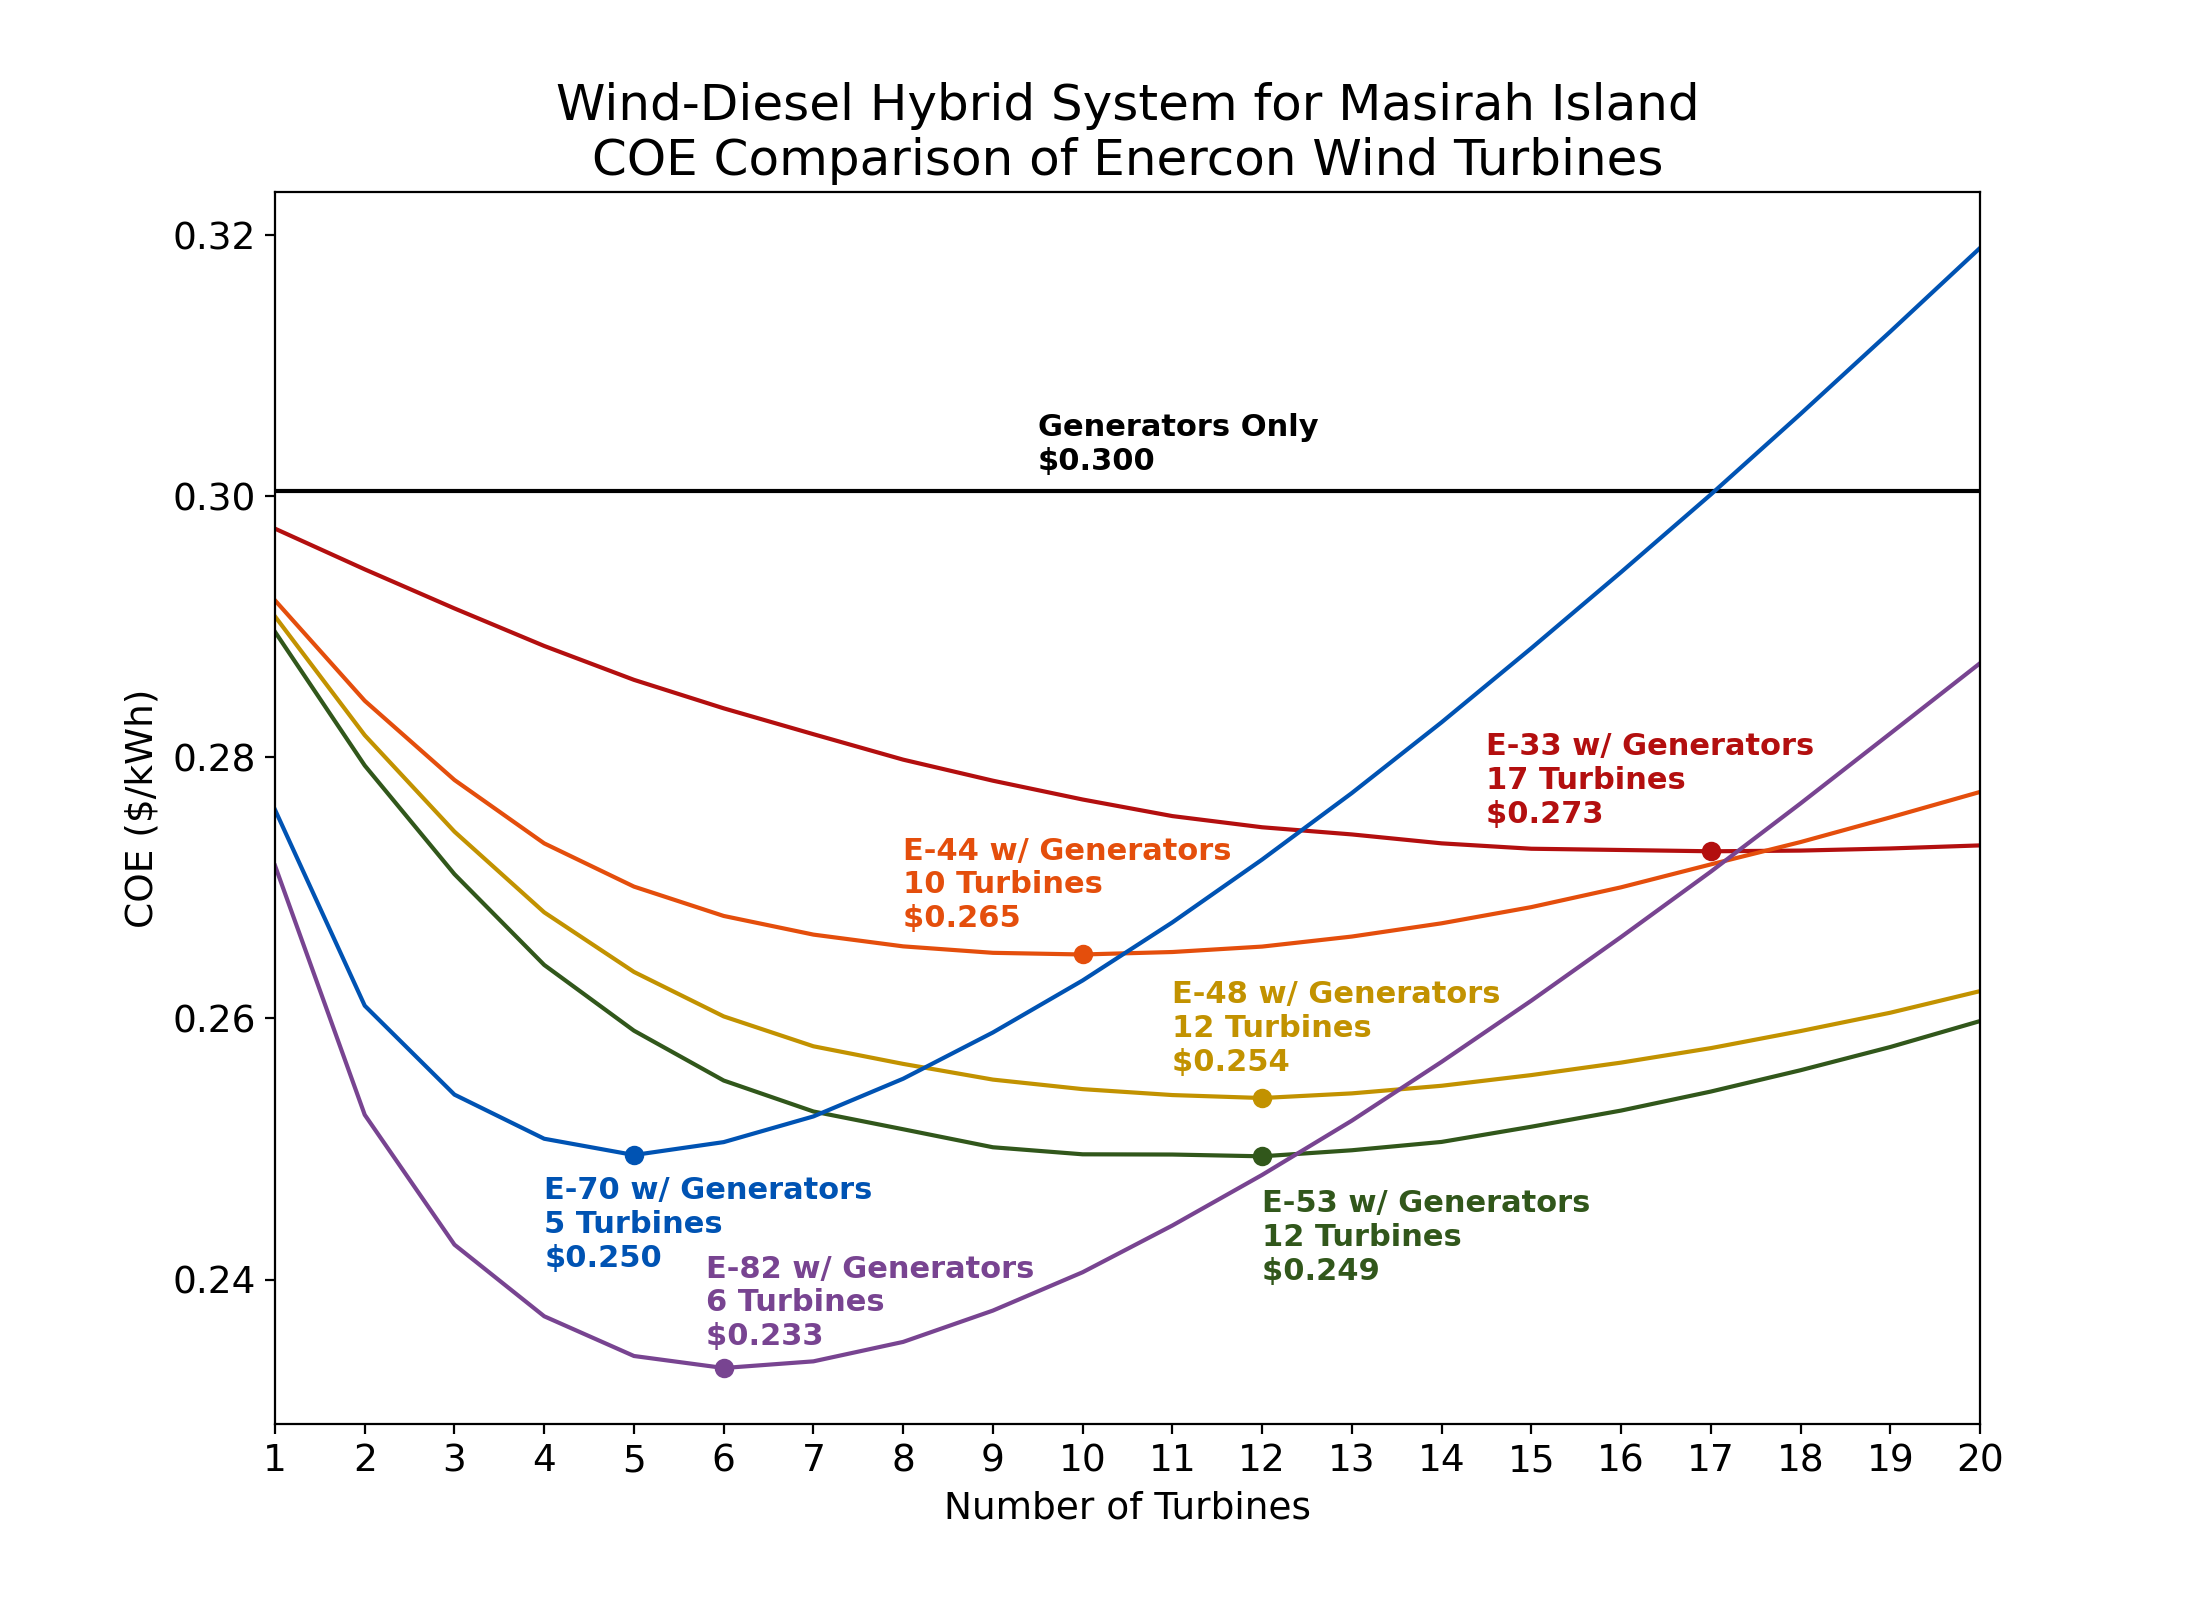 Wind-Diesel Hybrid System for Masirah Island
COE Comparison of Enercon Wind Turbines
0.32
0.30
0.28
0.26
0.24
COE ($/kWh)
Generators Only
$0.300
E-33 w/ Generators
17 Turbines
$0.273
E-44 w/ Generators
10 Turbines
$0.265
E-48 w/ Generators
12 Turbines
$0.254
E-70 w/ Generators
5 Turbines
$0.250
E-53 w/ Generators
12 Turbines
$0.249
E-82 w/ Generators
6 Turbines
$0.233
1 2 3 4 5 6 7 8 9 10 11 12 13 14 15 16 17 18 19 20
Number of Turbines